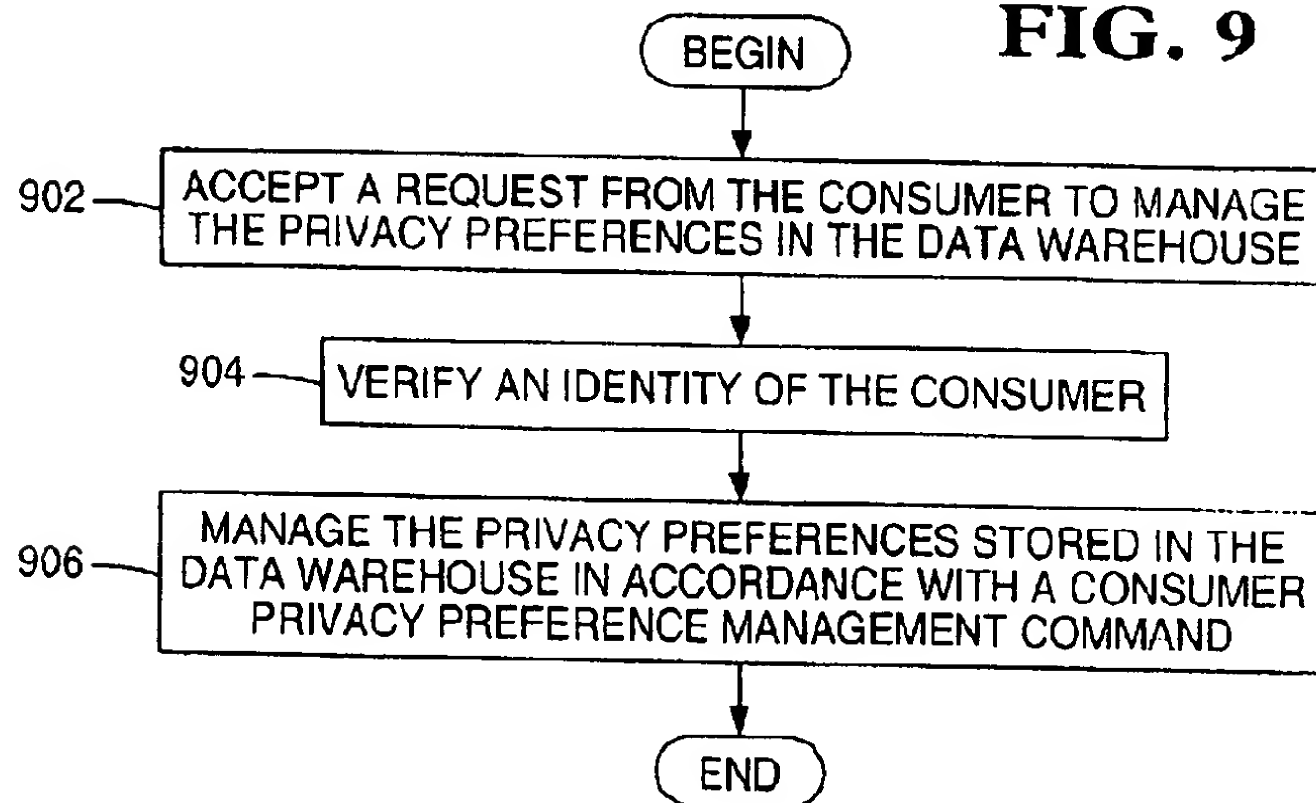 FIG. 9
BEGIN
902
ACCEPT A REQUEST FROM THE CONSUMER TO MANAGE
THE PRIVACY PREFERENCES IN THE DATA WAREHOUSE
904
VERIFY AN IDENTITY OF THE CONSUMER
906
MANAGE THE PRIVACY PREFERENCES STORED IN THE
DATA WAREHOUSE IN ACCORDANCE WITH A CONSUMER
PRIVACY PREFERENCE MANAGEMENT COMMAND
END